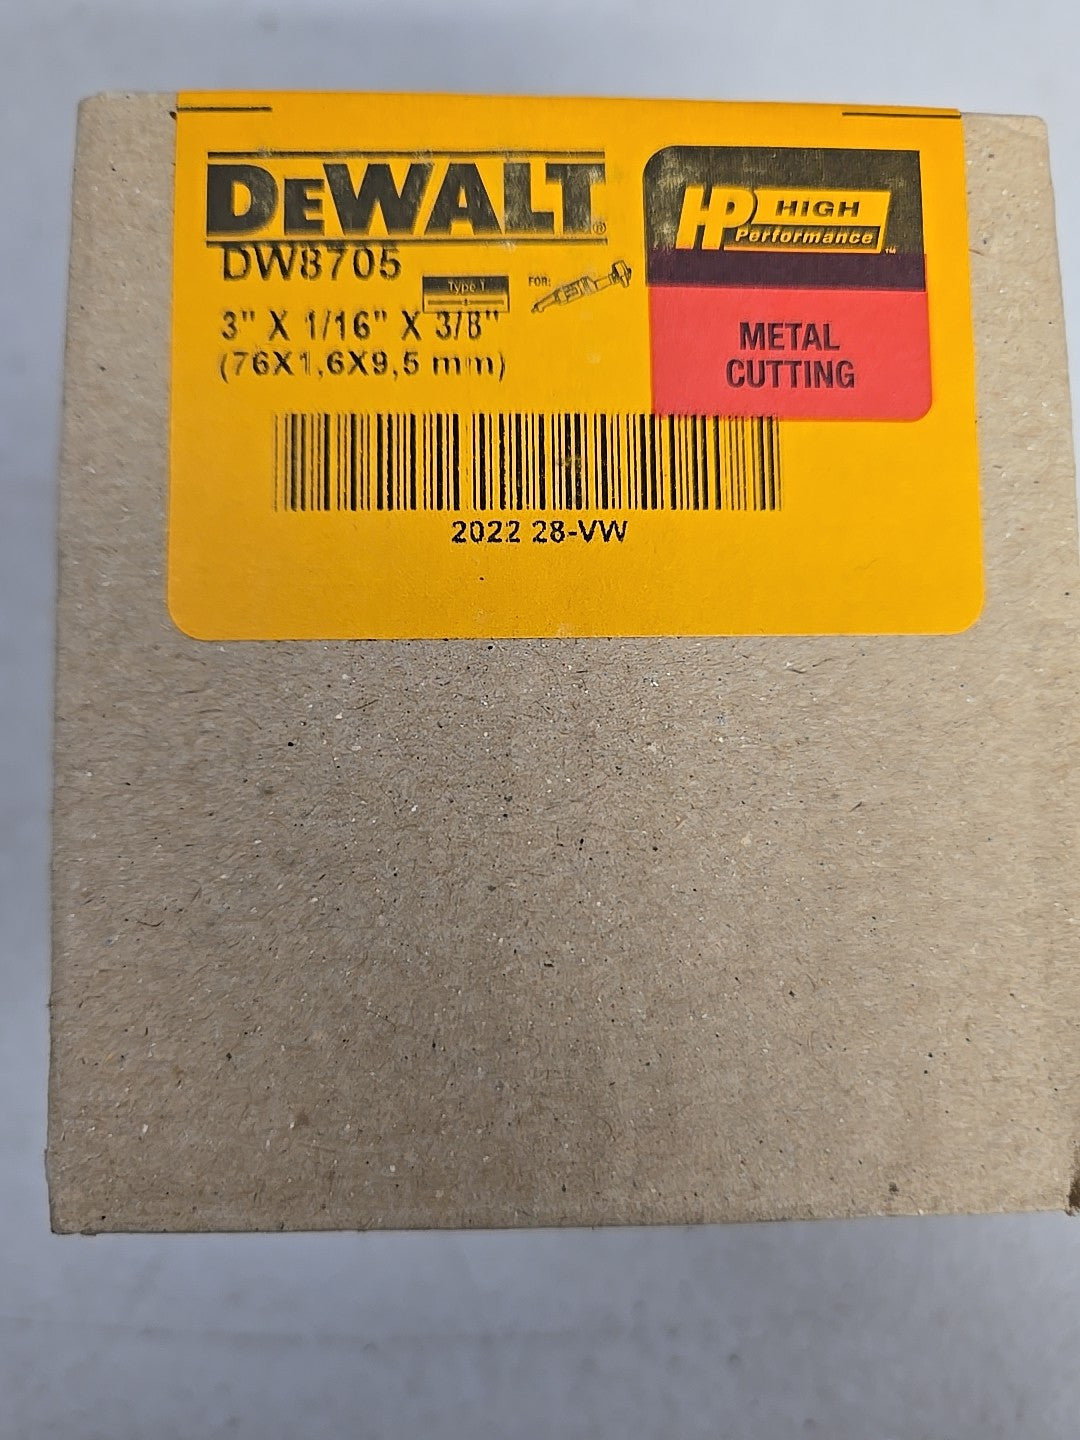 DEWALT®
DW8705
Type 1
FOR:
3" X 1/16" X 3/8"
(76X1,6X9,5 mm)
HP HIGH
Performance™
METAL
CUTTING
2022 28-VW